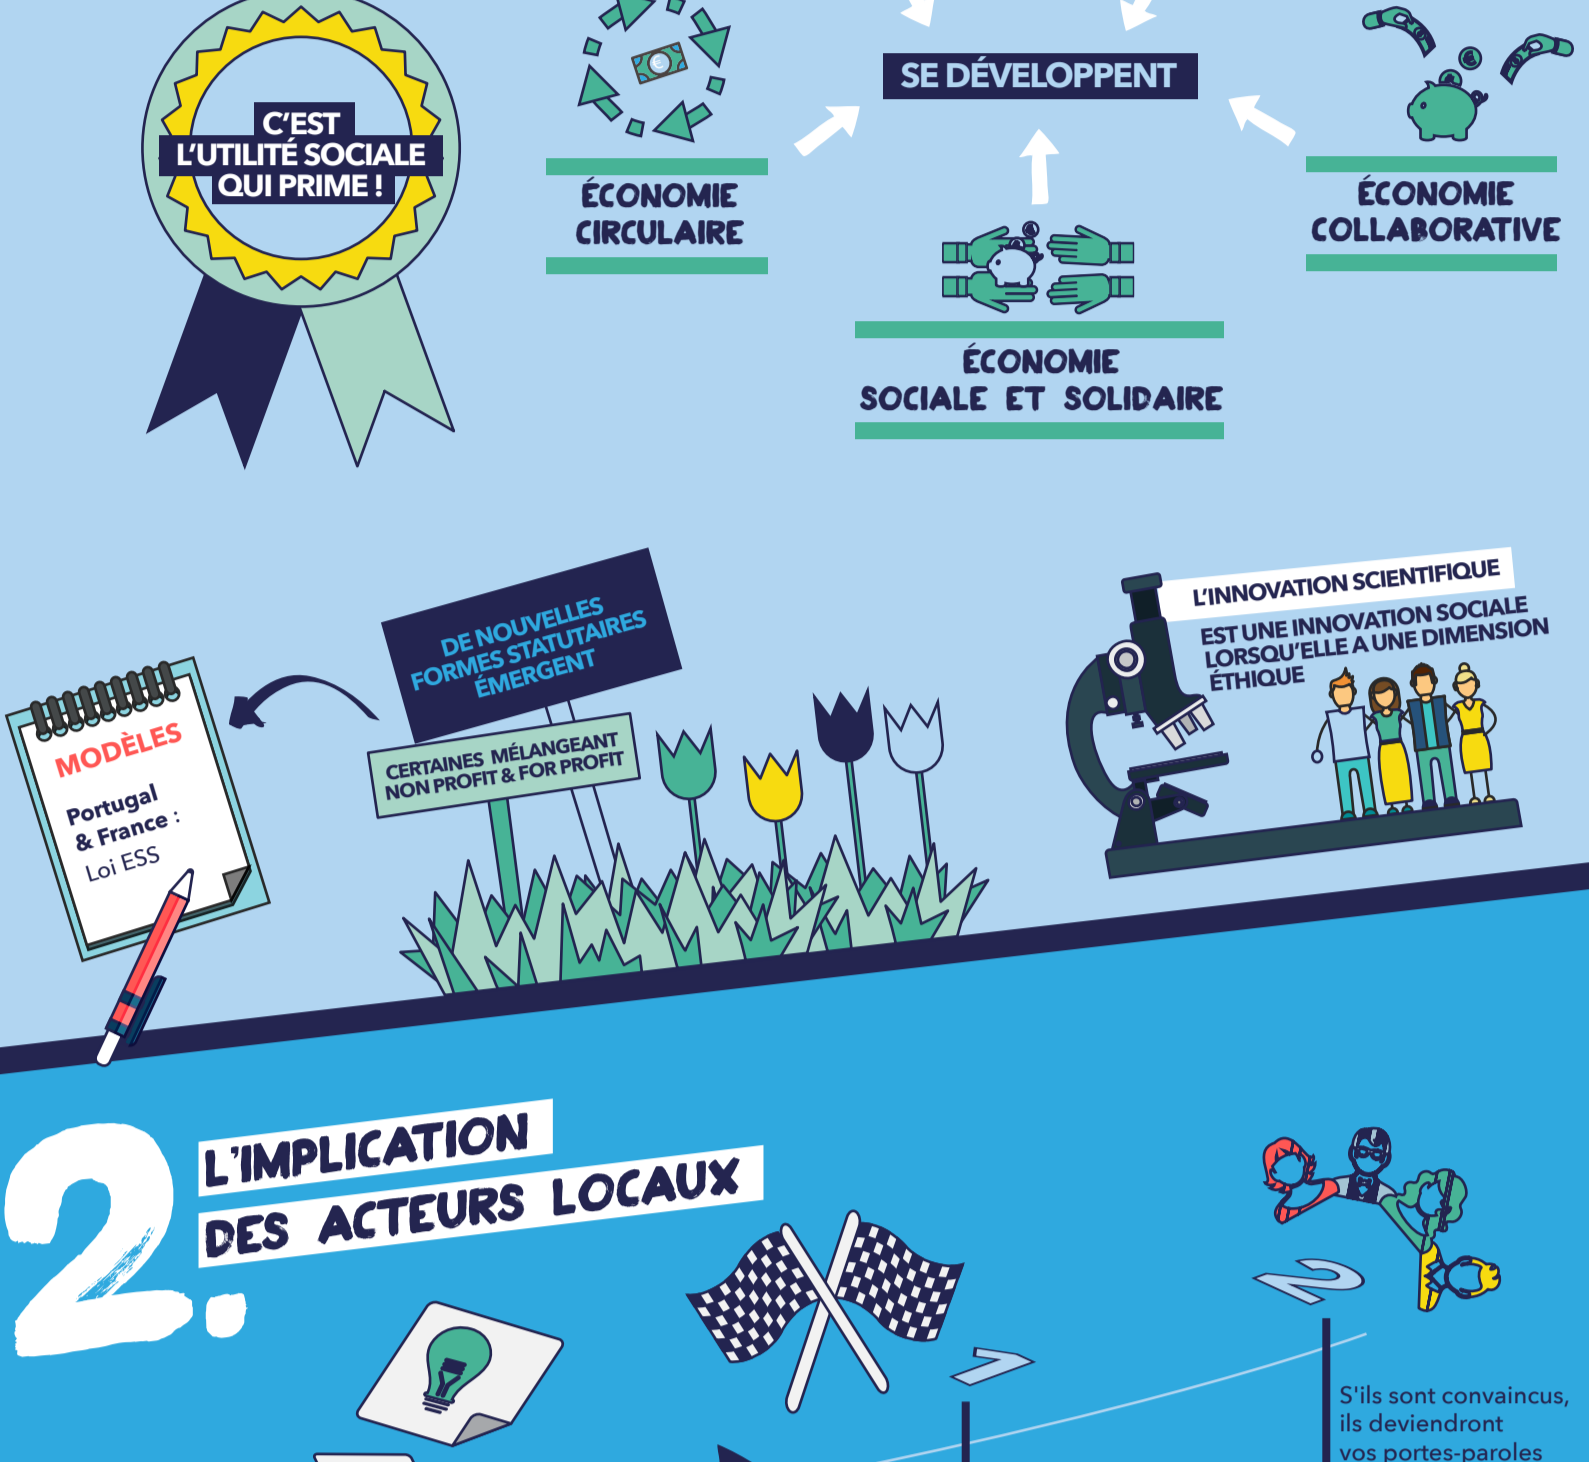 C'EST
L'UTILITÉ SOCIALE
QUI PRIME !
SE DÉVELOPPENT
ÉCONOMIE
CIRCULAIRE
ÉCONOMIE
COLLABORATIVE
ÉCONOMIE
SOCIALE ET SOLIDAIRE
DE NOUVELLES
FORMES STATUTAIRES
ÉMERGENT
CERTAINES MÉLANGEANT
NON PROFIT & FOR PROFIT
MODÈLES
Portugal
& France :
Loi ESS
L'INNOVATION SCIENTIFIQUE
EST UNE INNOVATION SOCIALE
LORSQU'ELLE A UNE DIMENSION
ÉTHIQUE
2.
L'IMPLICATION
DES ACTEURS LOCAUX
1
2
S'ils sont convaincus,
ils deviendront
vos portes-paroles